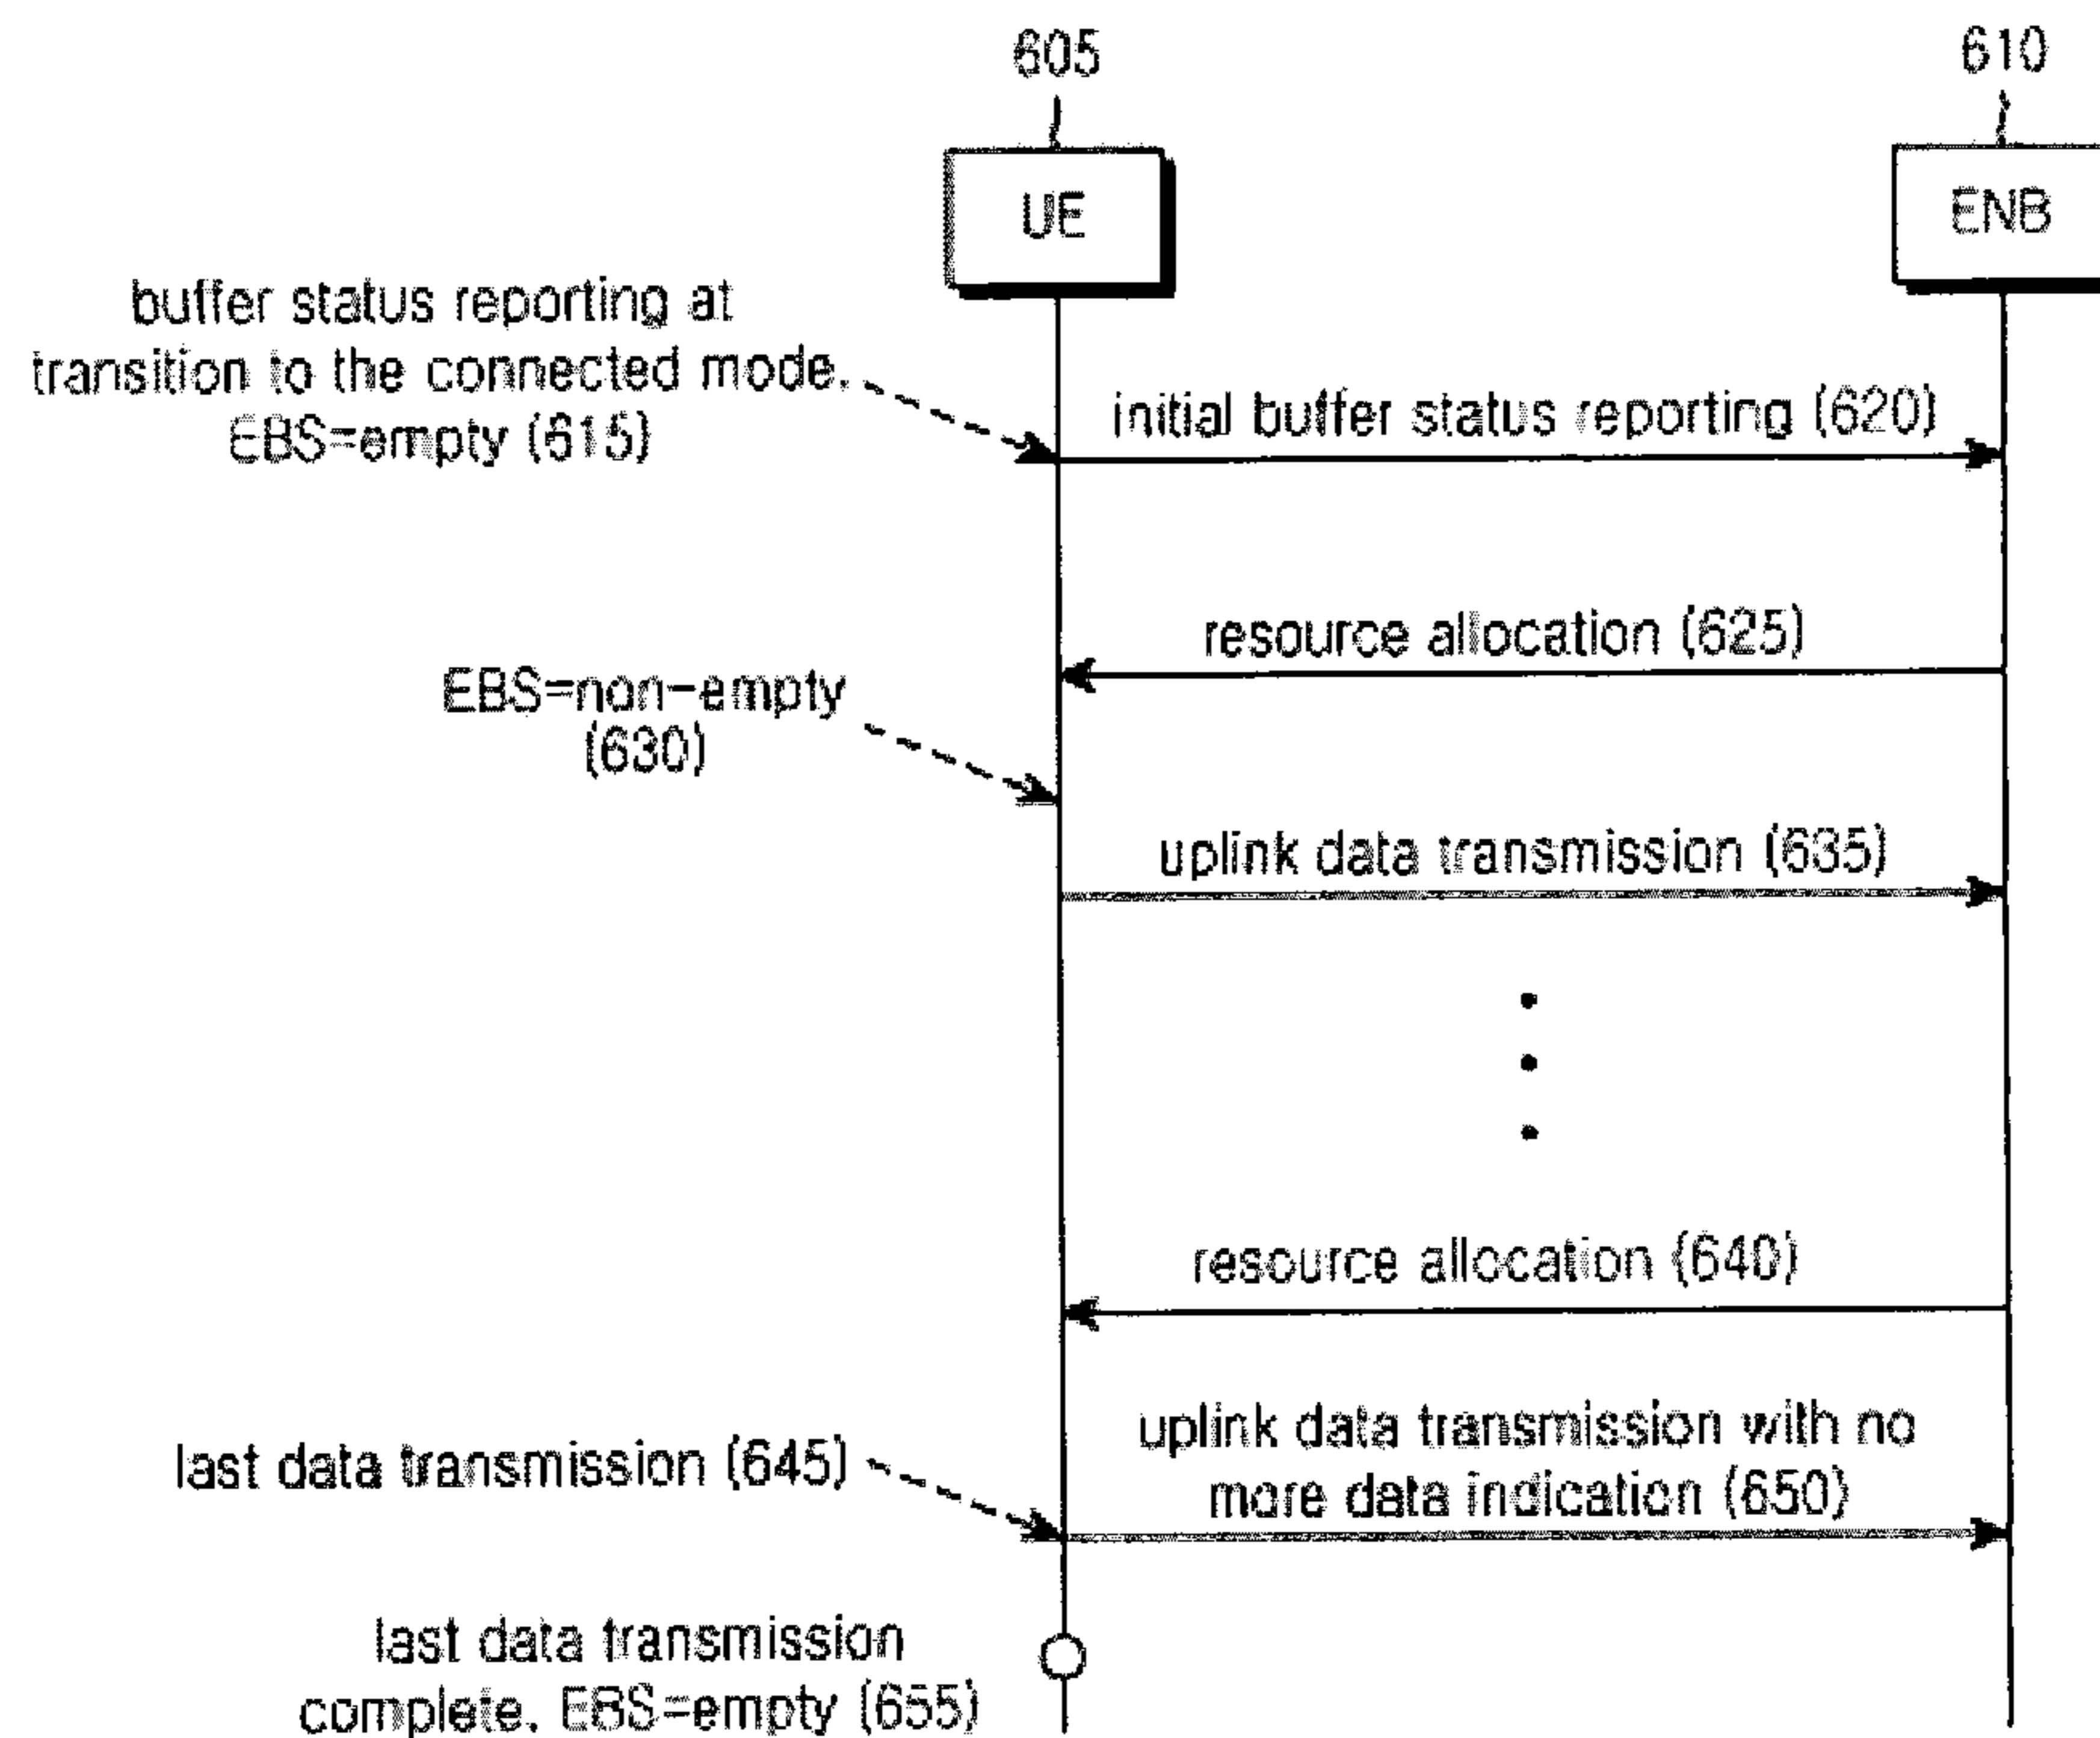 605
610
UE
ENB
buffer status reporting at
transition to the connected mode.
EBS=empty (615)
initial buffer status reporting (620)
resource allocation (625)
EBS=non-empty
(630)
uplink data transmission (635)
resource allocation (640)
uplink data transmission with no
more data indication (650)
last data transmission (645)
last data transmission
complete. EBS=empty (655)